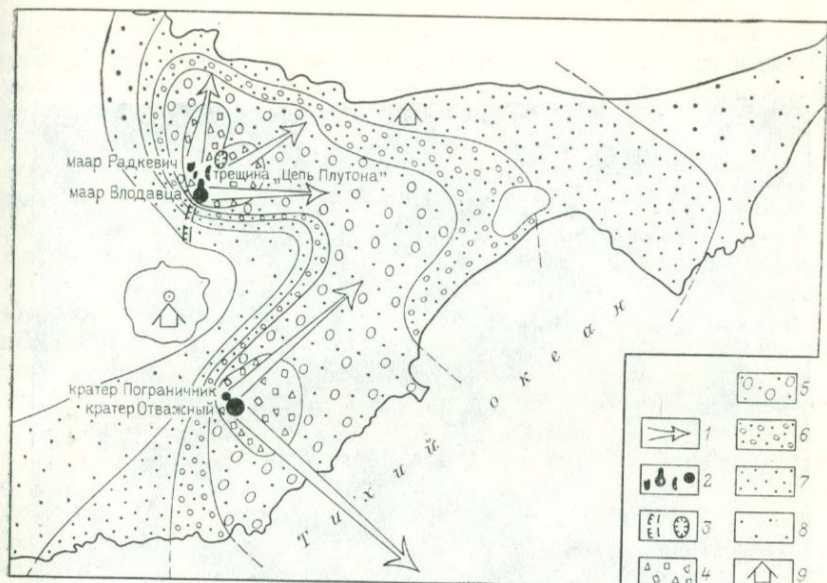 маар Радкевич
трещина „Цепь Плутона"
маар Влодавца
кратер Пограничник
кратер Отважный
Тихий океан
1
2
3
4
5
6
7
8
9